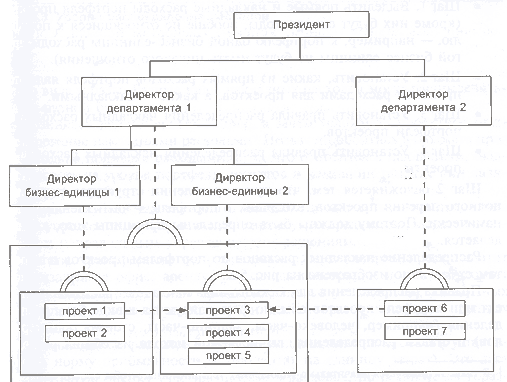 Президент
Директор
департамента 1
Директор
департамента 2
Директор
бизнес-единицы 1
Директор
бизнес-единицы 2
проект 1
проект 2
проект 3
проект 4
проект 5
проект 6
проект 7